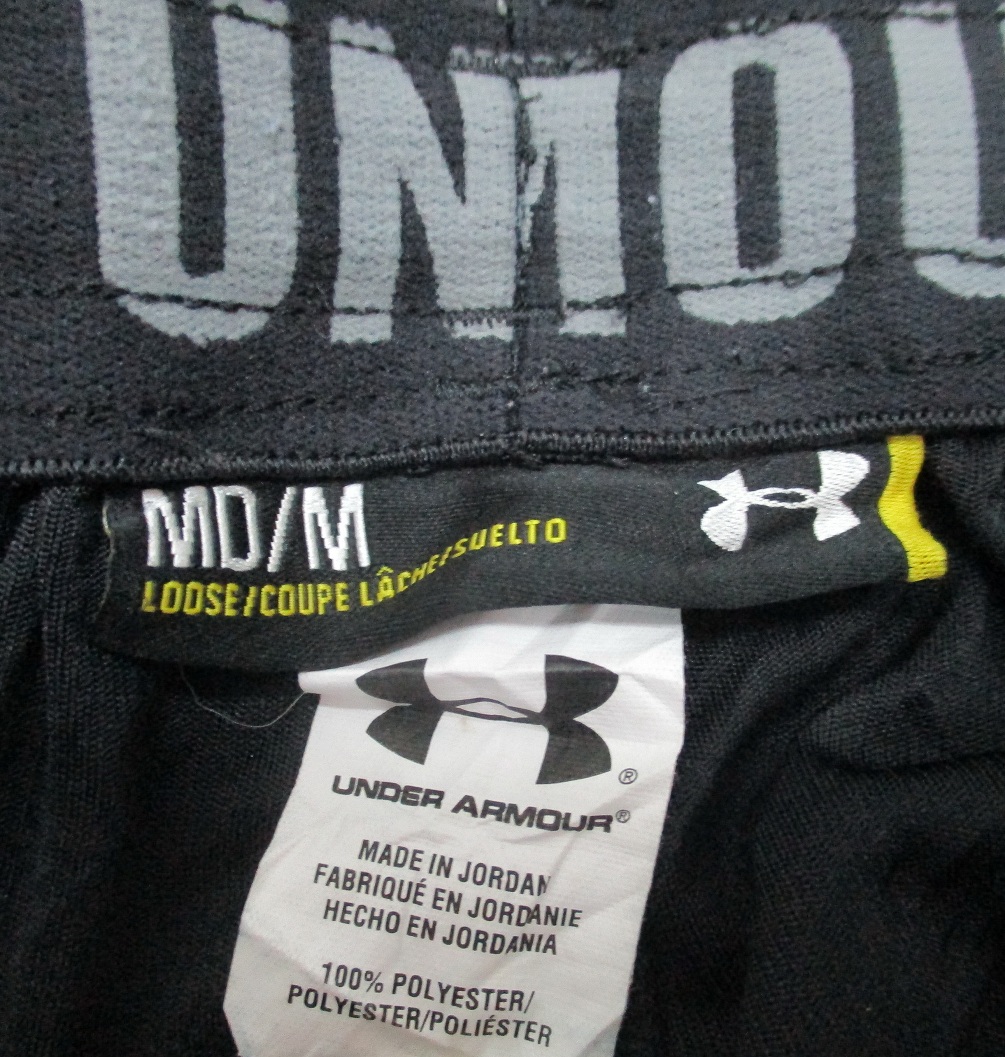 UNOU
MD/M
LOOSE/COUPE LÂCHE/SUELTO
®
UNDER ARMOUR®
MADE IN JORDAN
FABRIQUÉ EN JORDANIE
HECHO EN JORDANIA
100% POLYESTER/
POLYESTER/POLIÉSTER